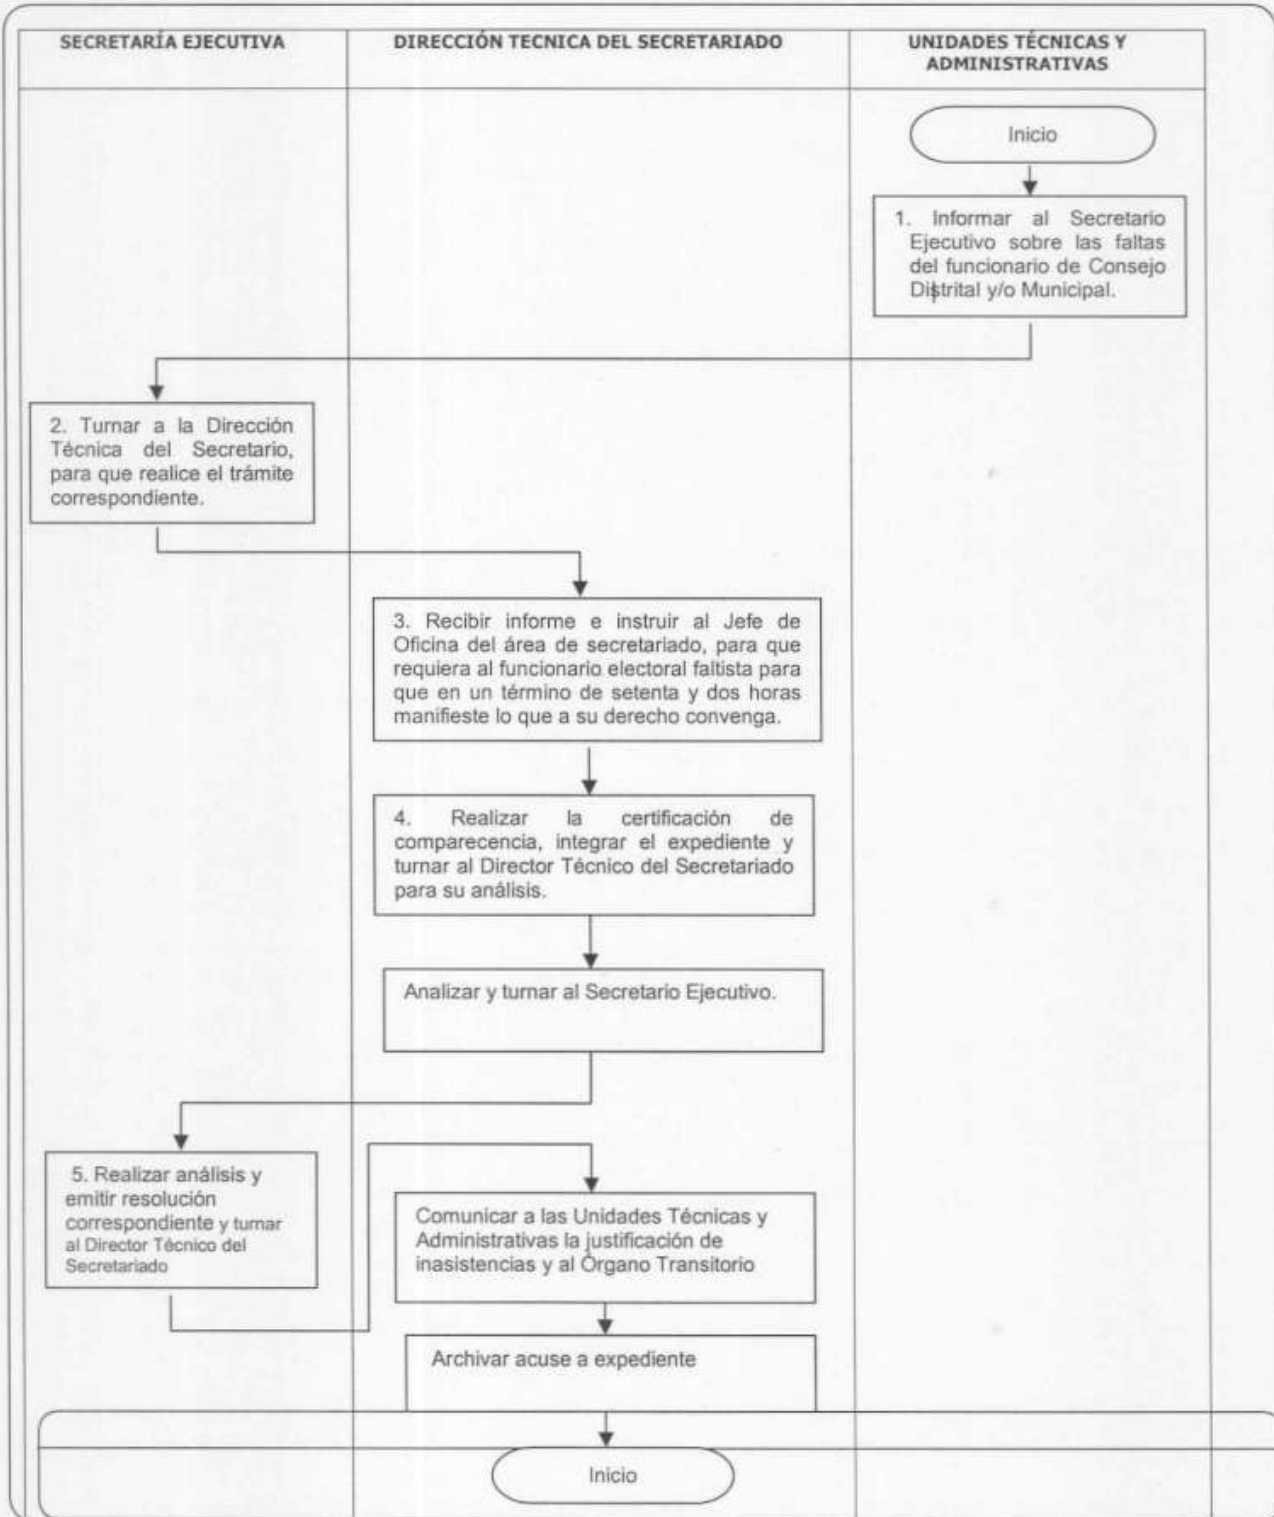 SECRETARÍA EJECUTIVA
DIRECCIÓN TECNICA DEL SECRETARIADO
UNIDADES TÉCNICAS Y
ADMINISTRATIVAS
Inicio
1. Informar al Secretario
Ejecutivo sobre las faltas
del funcionario de Consejo
Distrital y/o Municipal.
2. Turnar a la Dirección
Técnica del Secretario,
para que realice el trámite
correspondiente.
3. Recibir informe e instruir al Jefe de
Oficina del área de secretariado, para que
requiera al funcionario electoral faltista para
que en un término de setenta y dos horas
manifieste lo que a su derecho convenga.
4. Realizar la certificación de
comparecencia, integrar el expediente y
turnar al Director Técnico del Secretariado
para su análisis.
Analizar y turnar al Secretario Ejecutivo.
5. Realizar análisis y
emitir resolución
correspondiente y turnar
al Director Técnico del
Secretariado
Comunicar a las Unidades Técnicas y
Administrativas la justificación de
inasistencias y al Órgano Transitorio
Archivar acuse a expediente
Inicio